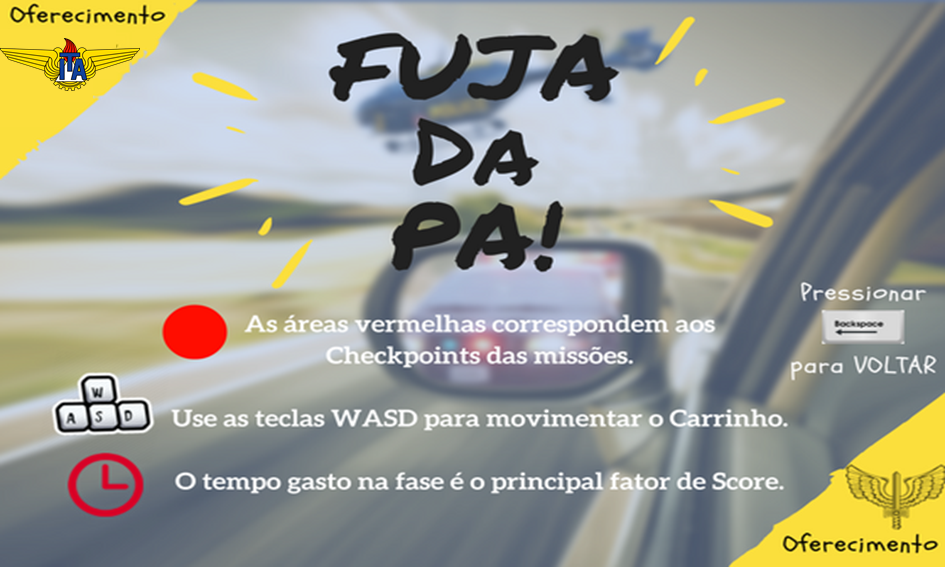 Oferecimento
ITA
FUJA
DA
PA!
As áreas vermelhas correspondem aos
Checkpoints das missões.
Pressionar
Backspace
para VOLTAR
W
A S D
Use as teclas WASD para movimentar o Carrinho.
O tempo gasto na fase é o principal fator de Score.
Oferecimento